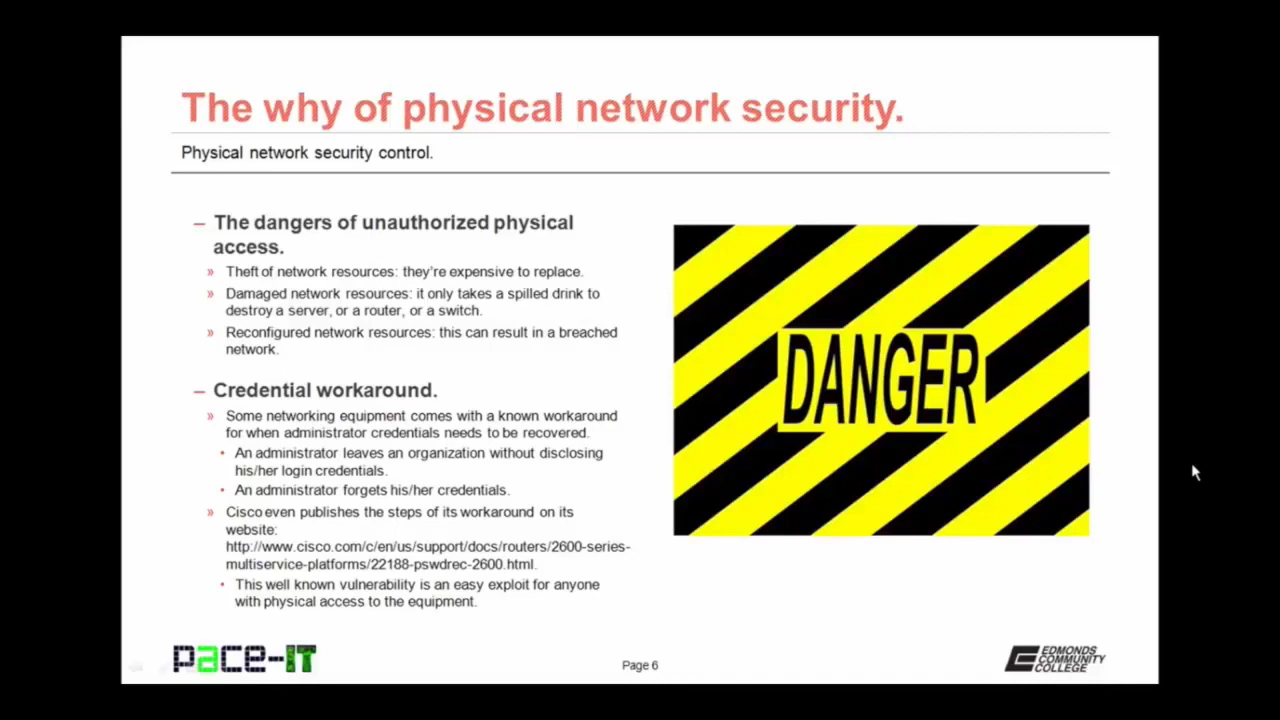 The why of physical network security.
Physical network security control.
– The dangers of unauthorized physical
access.
» Theft of network resources: they're expensive to replace.
» Damaged network resources: it only takes a spilled drink to
destroy a server, or a router, or a switch.
» Reconfigured network resources: this can result in a breached
network.
– Credential workaround.
» Some networking equipment comes with a known workaround
for when administrator credentials needs to be recovered.
• An administrator leaves an organization without disclosing
his/her login credentials.
• An administrator forgets his/her credentials.
» Cisco even publishes the steps of its workaround on its
website:
http://www.cisco.com/c/en/us/support/docs/routers/2600-series-
multiservice-platforms/22188-pswdrec-2600.html.
• This well known vulnerability is an easy exploit for anyone
with physical access to the equipment.
DANGER
pace-IT
Page 6
EDMONDS
COMMUNITY
COLLEGE